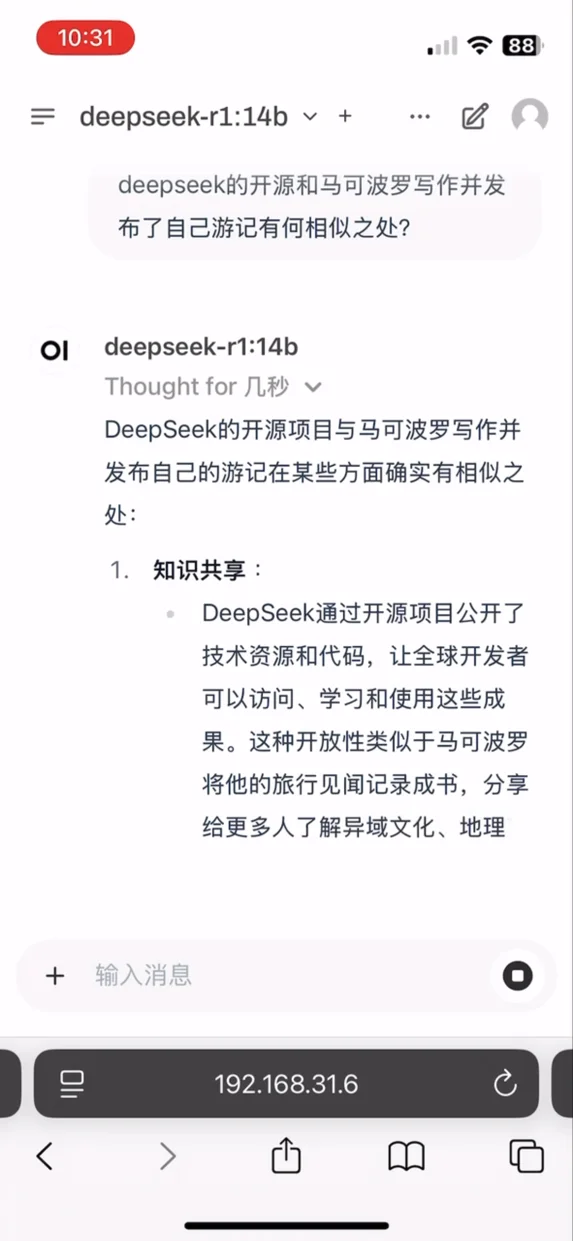 10:31
88
deepseek-r1:14b
deepseek的开源和马可波罗写作并发
布了自己游记有何相似之处?
OI
deepseek-r1:14b
Thought for 几秒
DeepSeek的开源项目与马可波罗写作并
发布自己的游记在某些方面确实有相似之
处：
1. 知识共享：
DeepSeek通过开源项目公开了
技术资源和代码，让全球开发者
可以访问、学习和使用这些成
果。这种开放性类似于马可波罗
将他的旅行见闻记录成书，分享
给更多人了解异域文化、地理
输入消息
192.168.31.6